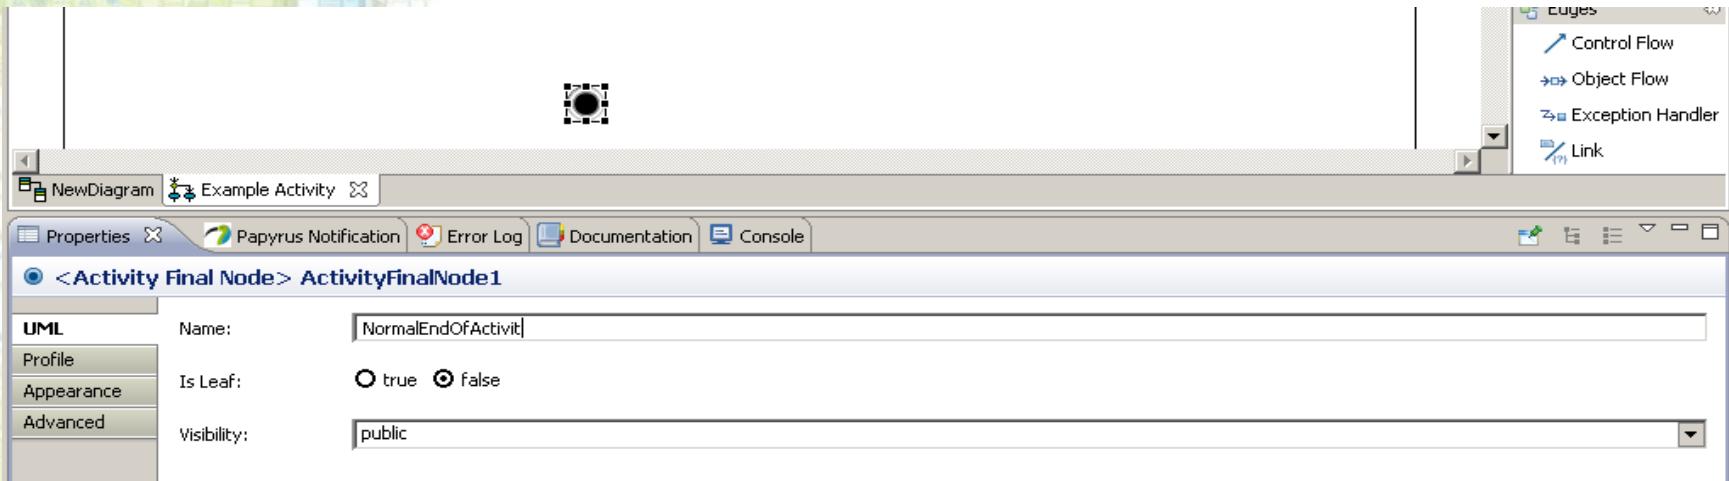 Edges
Control Flow
Object Flow
Exception Handler
Link
NewDiagram Example Activity
Properties Papyrus Notification Error Log Documentation Console
<Activity Final Node> ActivityFinalNode1
UML
Profile
Appearance
Advanced
Name: NormalEndOfActivit
Is Leaf: true false
Visibility: public